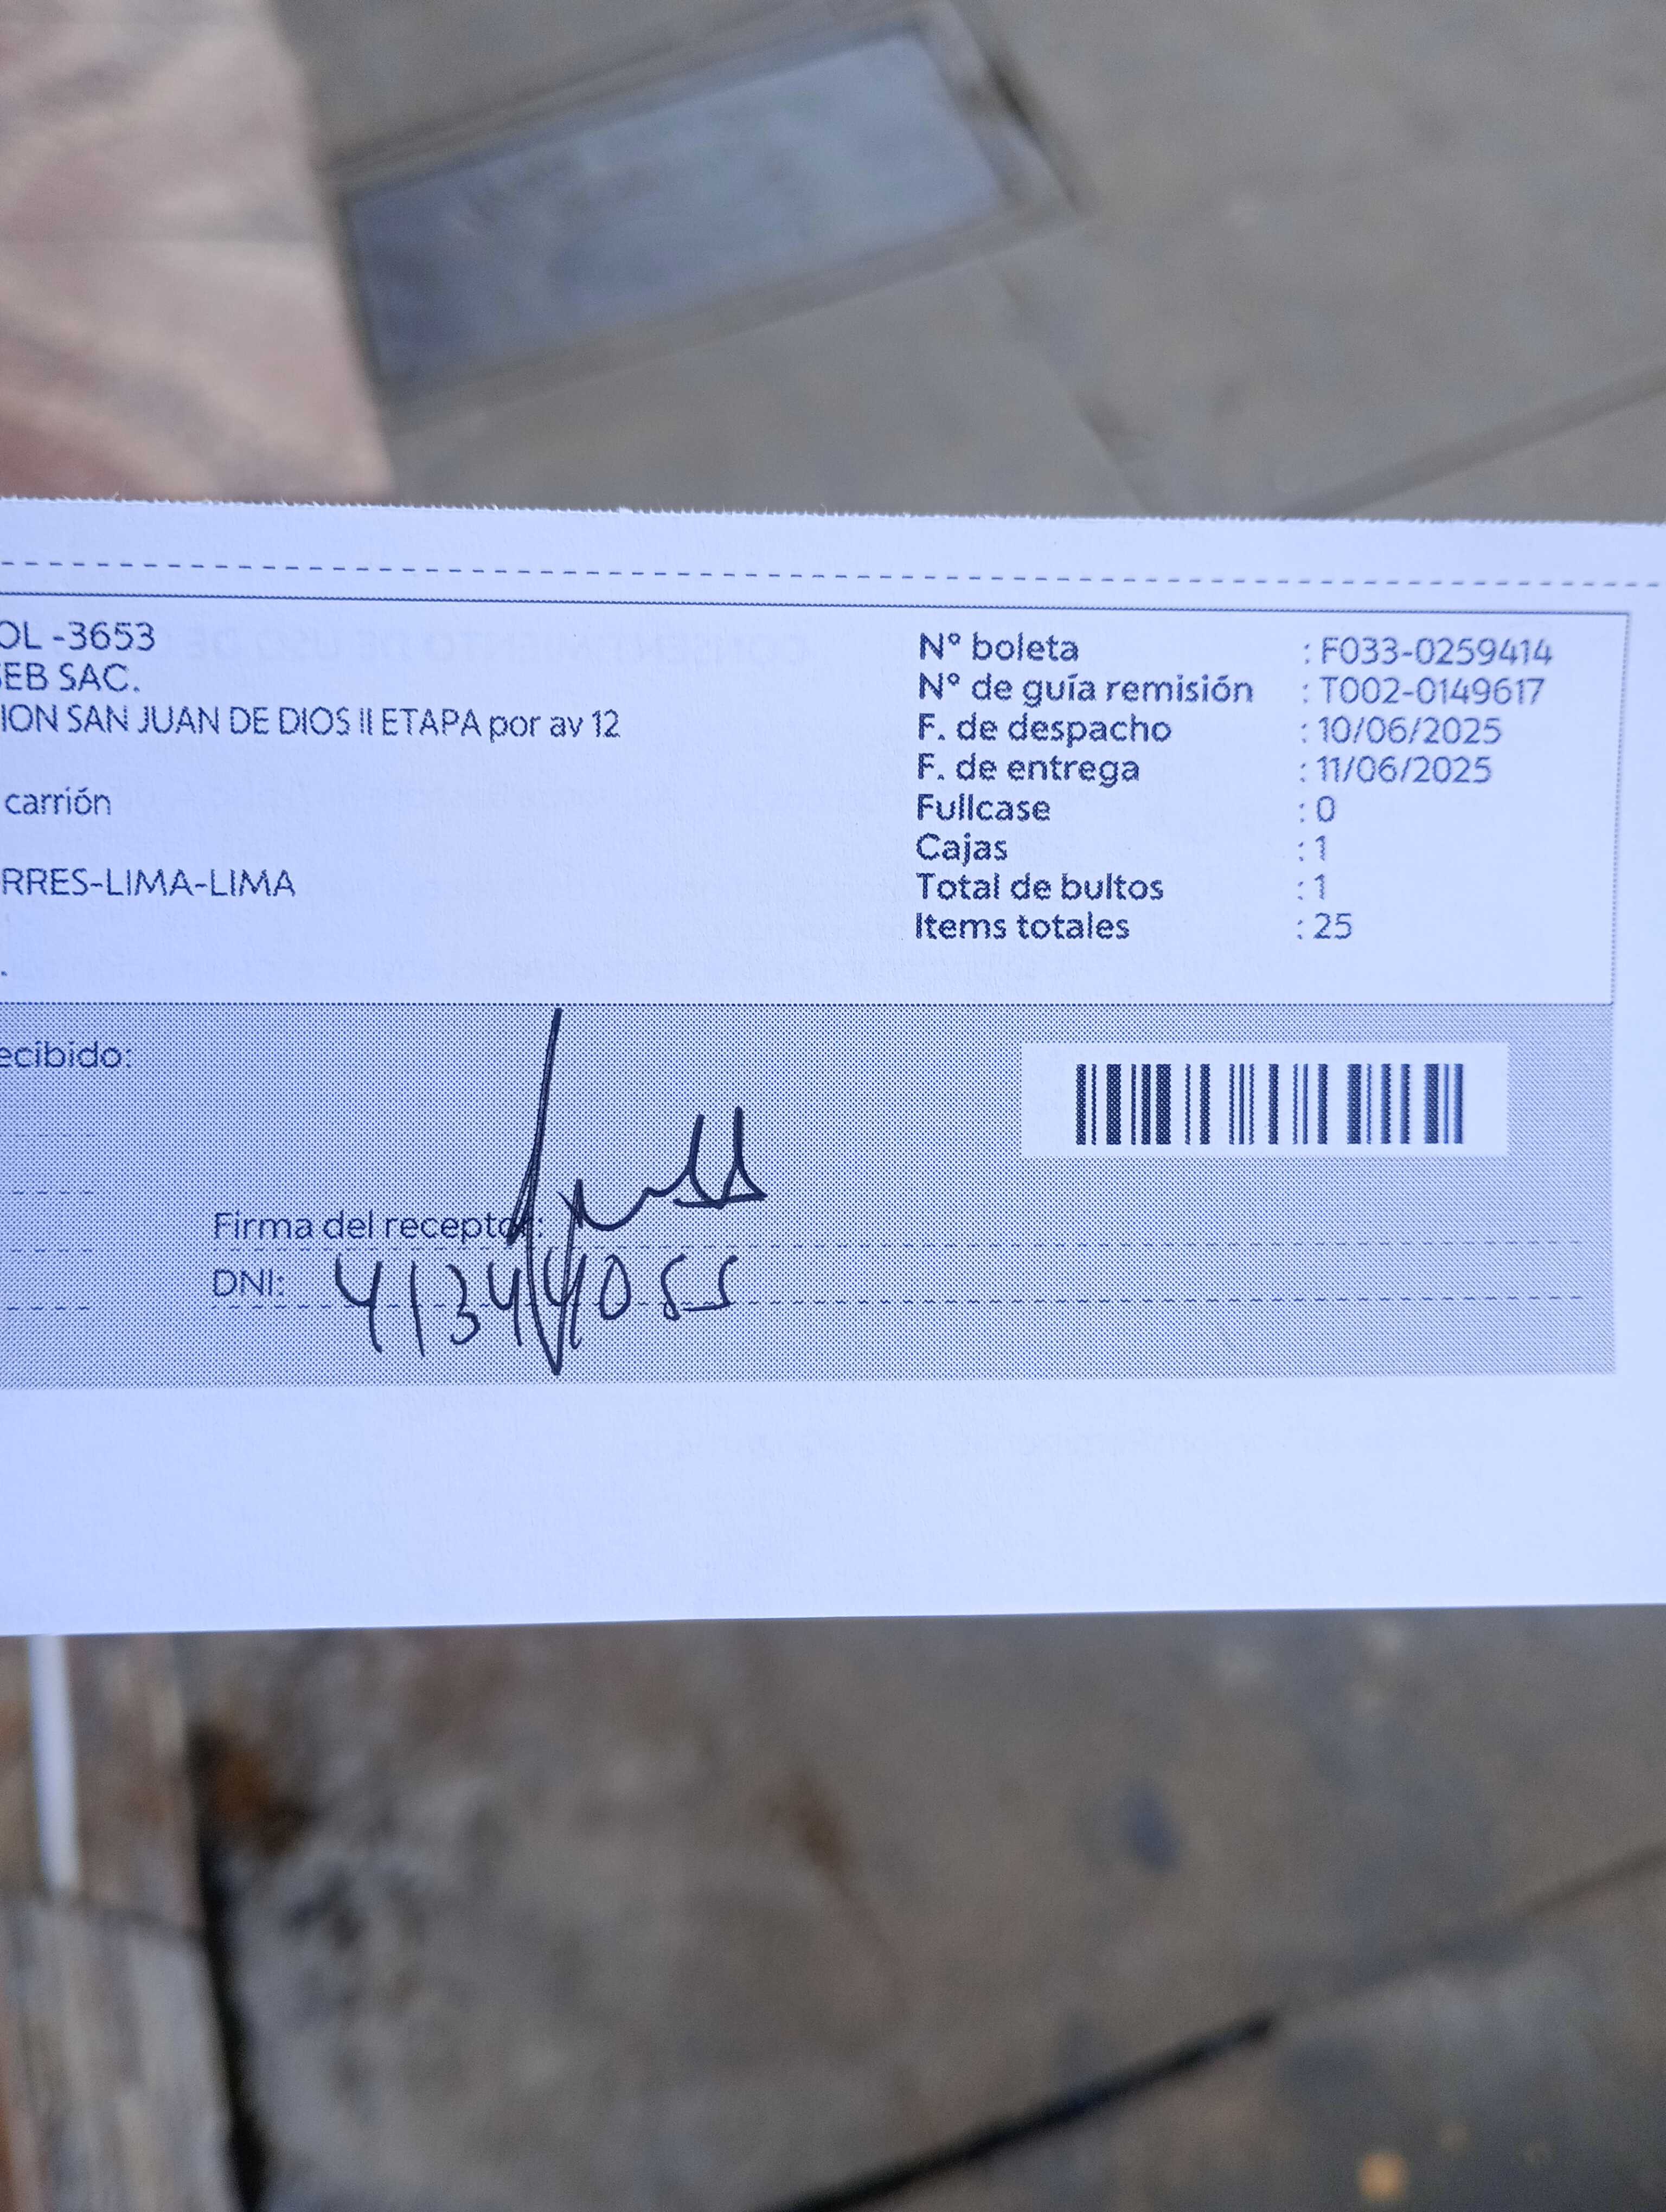 OL -3653
EB SAC.
ION SAN JUAN DE DIOS II ETAPA por av 12
carrión
RRES-LIMA-LIMA
.
N° boleta : F033-0259414
N° de guía remisión : T002-0149617
F. de despacho : 10/06/2025
F. de entrega : 11/06/2025
Fullcase : 0
Cajas : 1
Total de bultos : 1
Items totales : 25
ecibido:
Firma del receptor:
DNI: 41344055